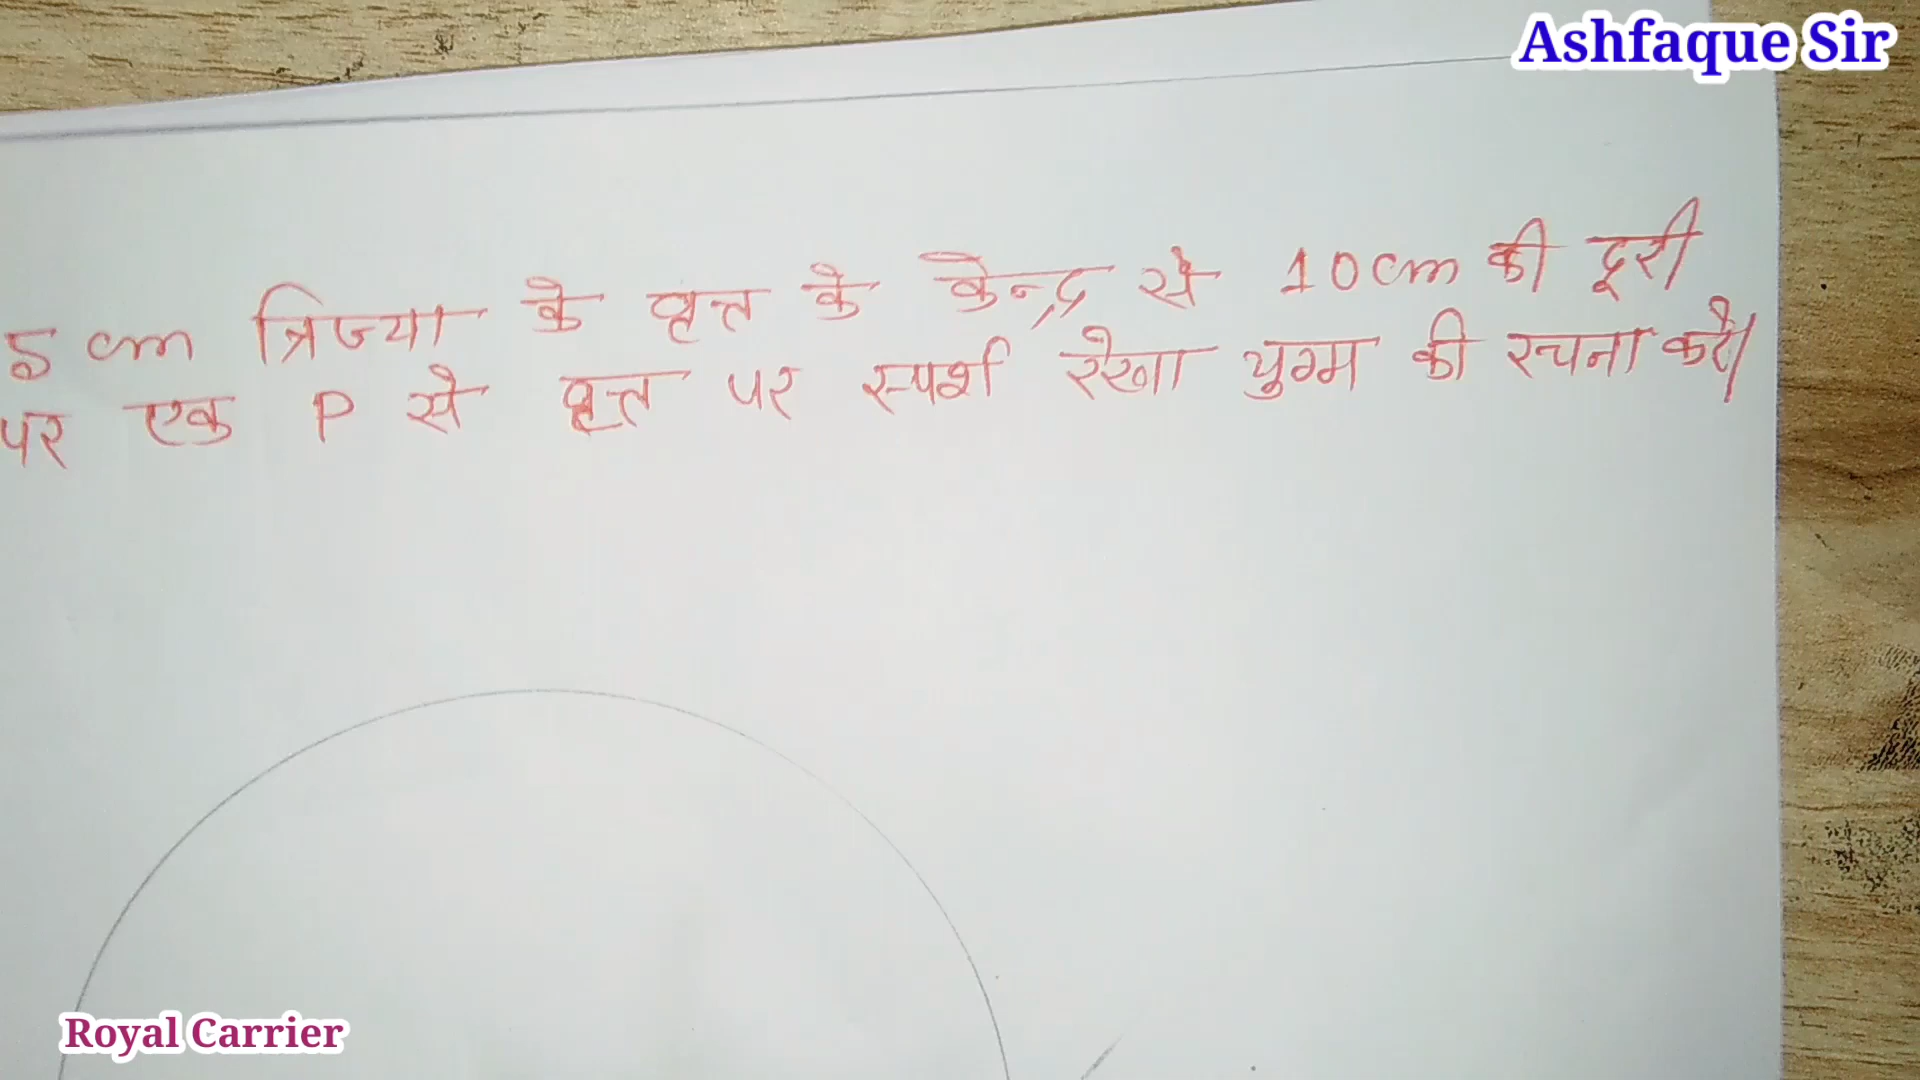 Ashfaque Sir
5 cm त्रिज्या के वृत्त के केन्द्र से 10 cm की दूरी
पर एक P से वृत्त पर स्पर्श रेखा युग्म की रचना करें।
Royal Carrier